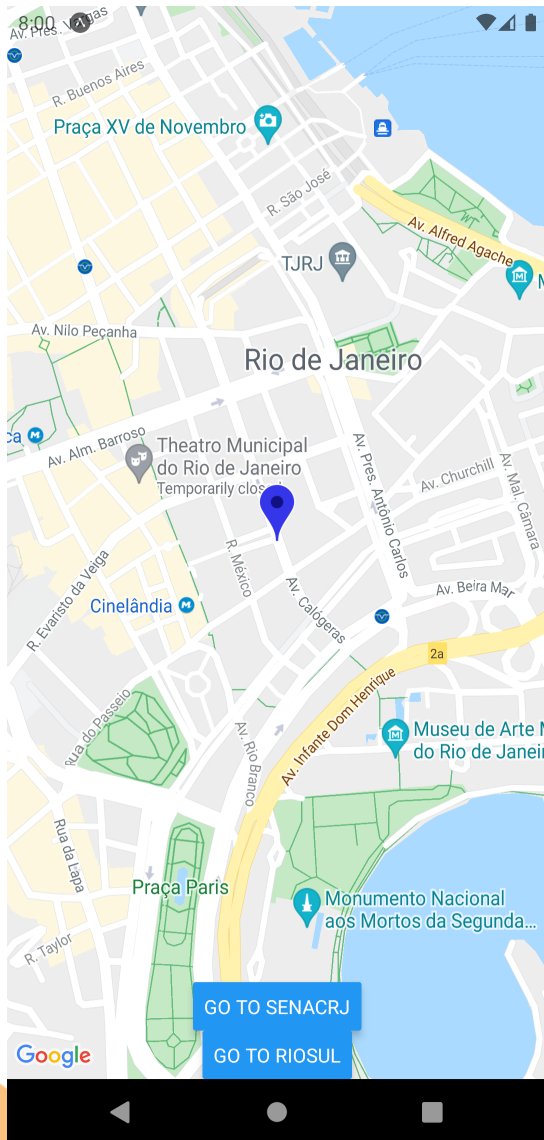 8:00
Av. Pres. Vargas
R. Buenos Aires
Praça XV de Novembro
R. São José
Av. Alfred Agache
TJRJ
Av. Nilo Peçanha
Rio de Janeiro
ca
Av. Alm. Barroso
Theatro Municipal
do Rio de Janeiro
Temporarily clos
Av. Pres. Antônio Carlos
Av. Churchill
Av. Mal. Câmara
R. México
R. Evaristo da Veiga
Cinelândia
Av. Calógeras
Av. Beira Mar
2a
Av. Infante Dom Henrique
Rua do Passeio
Av. Rio Branco
Museu de Arte M
do Rio de Janei
Rua da Lapa
Praça Paris
Monumento Nacional
aos Mortos da Segunda...
R. Taylor
GO TO SENACRJ
GO TO RIOSUL
Google